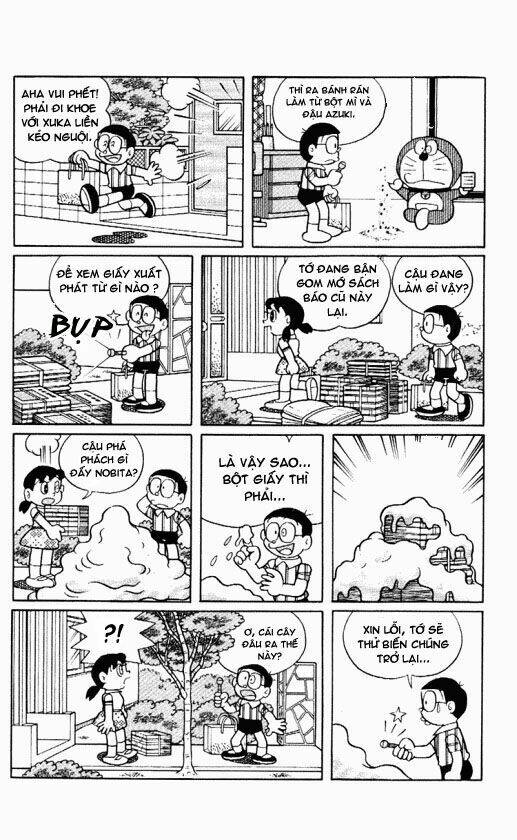 THÌ RA BÁNH RÁN
LÀM TỪ BỘT MÌ VÀ
ĐẬU AZUKI.
AHA VUI PHẾT!
PHẢI ĐI KHOE
VỚI XUKA LIỀN
KẺO NGUỘI.
CẬU ĐANG
LÀM GÌ VẬY?
TỚ ĐANG BẬN
GOM MỚ SÁCH
BÁO CŨ NÀY
LẠI.
ĐỂ XEM GIẤY XUẤT
PHÁT TỪ GÌ NÀO ?
BỤP
LÀ VẬY SAO...
BỘT GIẤY THÌ
PHẢI...
CẬU PHÁ
PHÁCH GÌ
ĐẤY NOBITA?
XIN LỖI, TỚ SẼ
THỬ BIẾN CHÚNG
TRỞ LẠI...
Ơ, CÁI CÂY
ĐÂU RA THẾ
NÀY?
?!